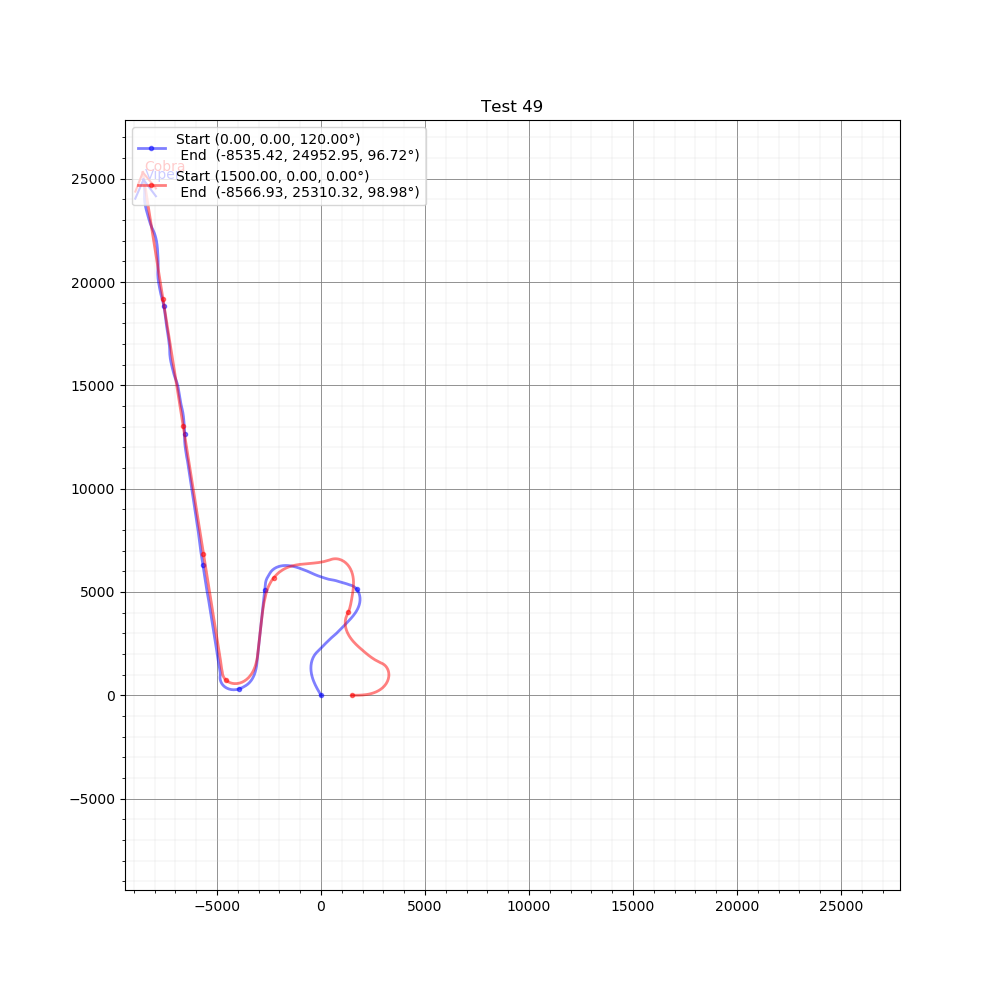 Test 49
Start (0.00, 0.00, 120.00°)
End (-8535.42, 24952.95, 96.72°)
Start (1500.00, 0.00, 0.00°)
End (-8566.93, 25310.32, 98.98°)
Cobra
Viper
25000
20000
15000
10000
5000
0
−5000
−5000
0
5000
10000
15000
20000
25000